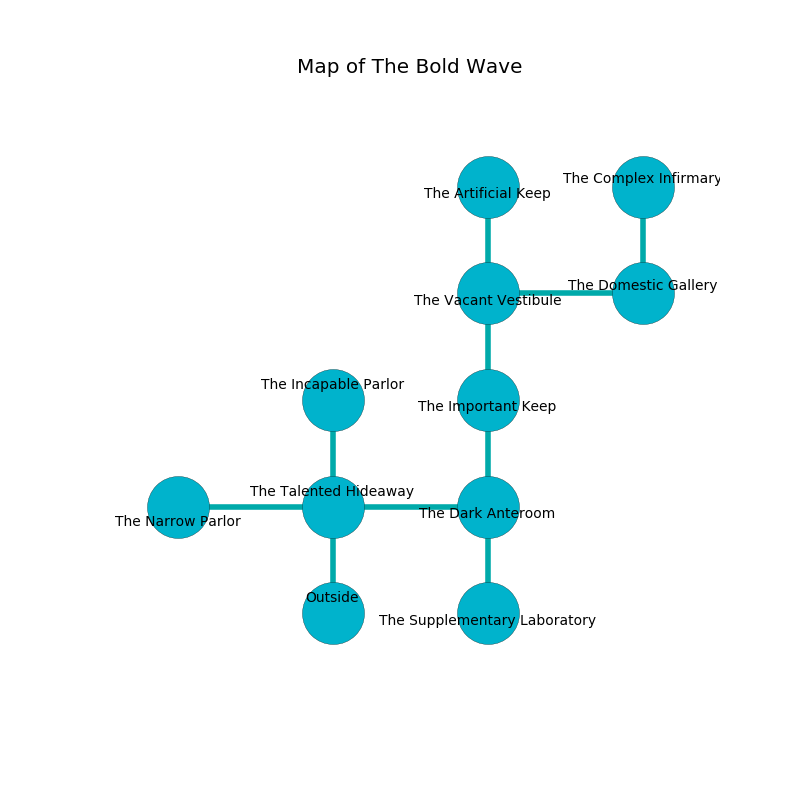 Map of The Bold Wave
The Complex Infirmary
The Artificial Keep
The Domestic Gallery
The Vacant Vestibule
The Incapable Parlor
The Important Keep
The Talented Hideaway
The Dark Anteroom
The Narrow Parlor
Outside
The Supplementary Laboratory